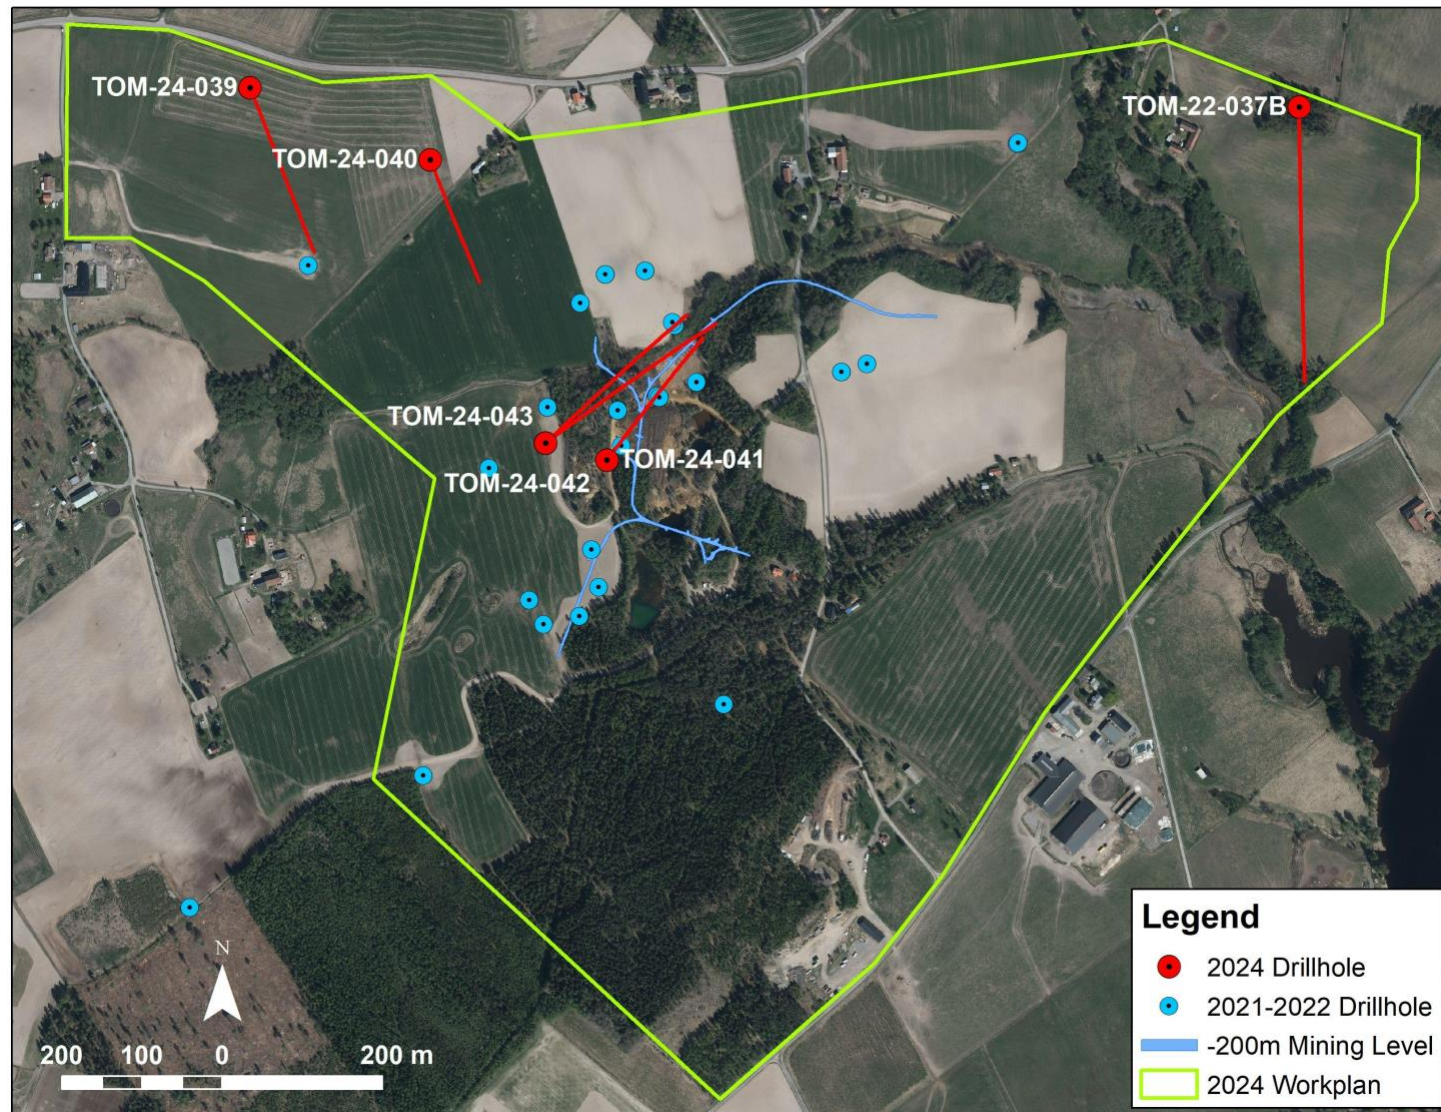 TOM-24-039
TOM-22-037B
TOM-24-040
TOM-24-043
TOM-24-041
TOM-24-042
Legend
2024 Drillhole
2021-2022 Drillhole
-200m Mining Level
2024 Workplan
N
200 100 0 200 m